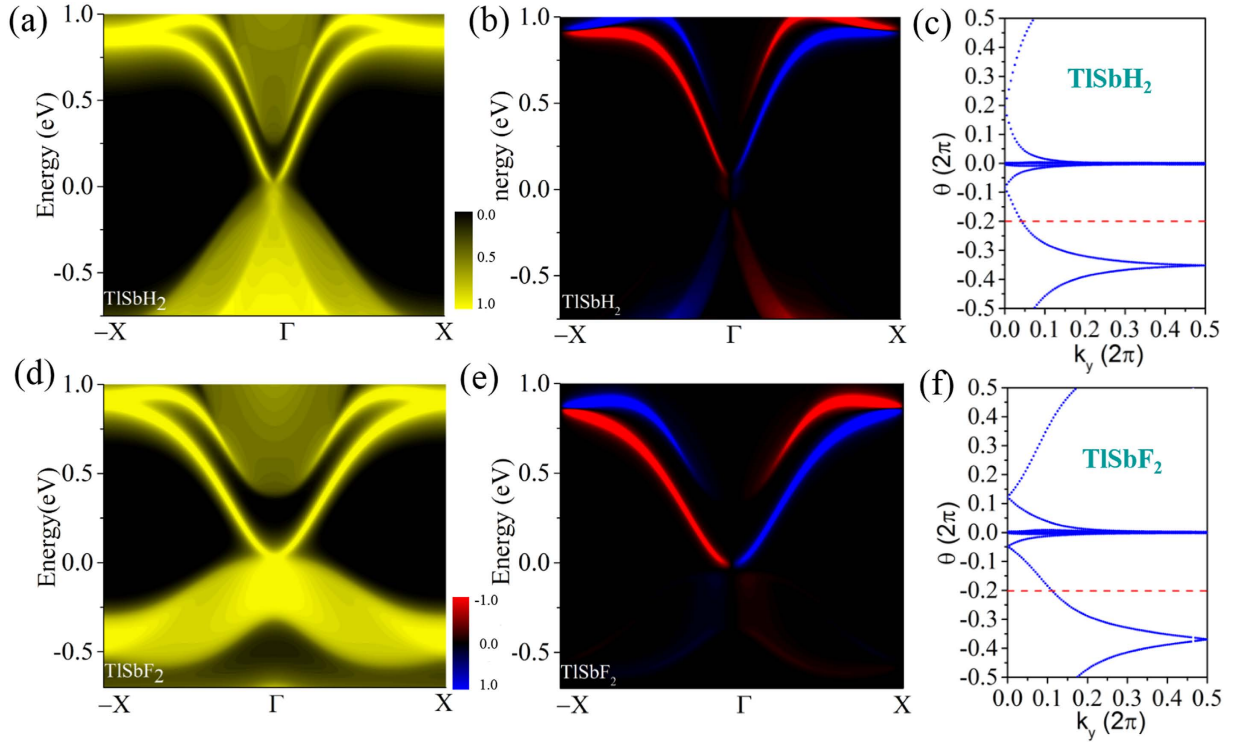 (a)
1.0
0.5
0.0
-0.5
Energy (eV)
0.0
0.5
1.0
TlSbH2
–X Γ X
(b)
1.0
0.5
0.0
-0.5
nergy (eV)
TlSbH2
–X Γ X
(c)
0.5
0.4
0.3
0.2
0.1
0.0
-0.1
-0.2
-0.3
-0.4
-0.5
θ (2π)
TlSbH2
0.0 0.1 0.2 0.3 0.4 0.5
ky (2π)
(d)
1.0
0.5
0.0
-0.5
Energy(eV)
TlSbF2
–X Γ X
(e)
1.0
0.5
0.0
-0.5
Energy (eV)
-1.0
0.0
1.0
TlSbF2
–X Γ X
(f)
0.5
0.4
0.3
0.2
0.1
0.0
-0.1
-0.2
-0.3
-0.4
-0.5
θ (2π)
TlSbF2
0.0 0.1 0.2 0.3 0.4 0.5
ky (2π)